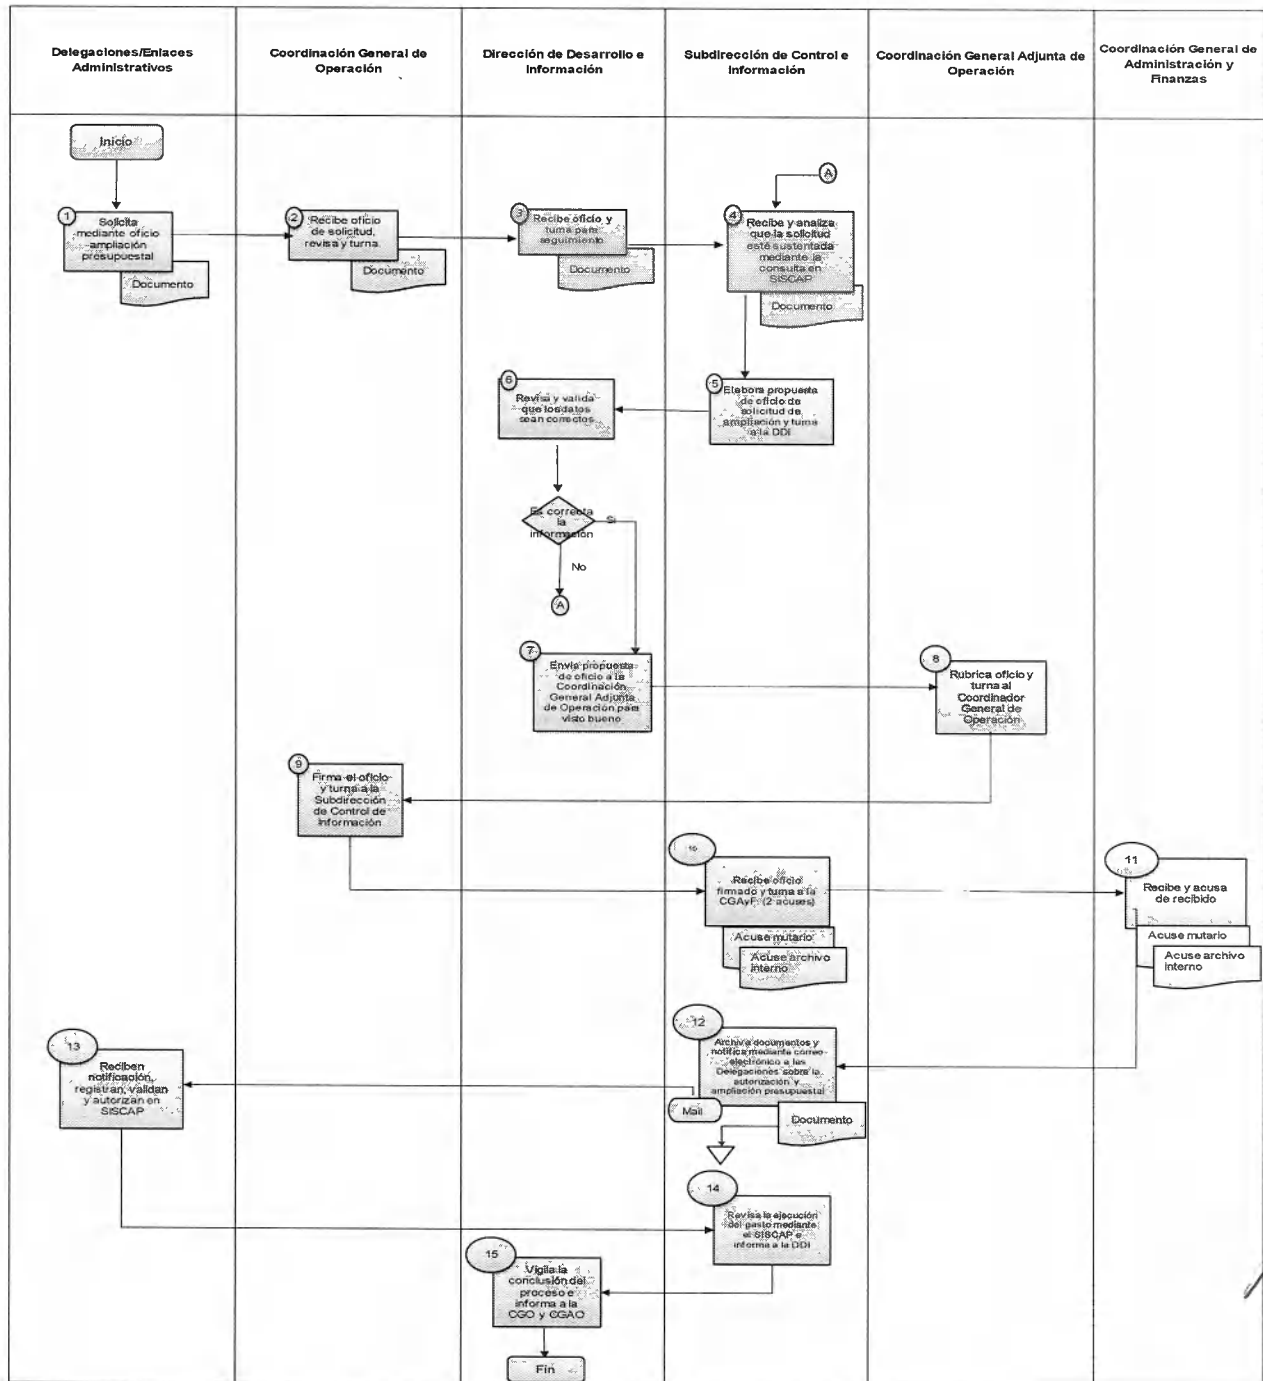 Delegaciones/Enlaces
Administrativos
Coordinación General de
Operación
Dirección de Desarrollo e
Información
Subdirección de Control e
Información
Coordinación General Adjunta de
Operación
Coordinación General de
Administración y
Finanzas
Inicio
1
Solicita
mediante oficio
ampliación
presupuestal
Documento
2
Recibe oficio
de solicitud,
revisa y turna.
Documento
3
Recibe oficio y
turna para
seguimiento
Documento
A
4
Recibe y analiza
que la solicitud
esté sustentada
mediante la
consulta en
SISCAP
Documento
6
Revisa y valida
que los datos
sean correctos
5
Elabora propuesta
de oficio de
solicitud de
ampliación y turna
a la DDI
Es correcta
la
información
Si
No
A
7
Envía propuesta
de oficio a la
Coordinación
General Adjunta
de Operación para
visto bueno
8
Rubrica oficio y
turna al
Coordinador
General de
Operación
9
Firma el oficio
y turna a la
Subdirección
de Control de
Información
10
Recibe oficio
firmado y turna a la
CGAyF. (2 acuses)
Acuse mutario
Acuse archivo
interno
11
Recibe y acusa
de recibido
Acuse mutario
Acuse archivo
interno
13
Reciben
notificación,
registran, validan
y autorizan en
SISCAP
12
Archiva documentos y
notifica mediante correo
electrónico a las
Delegaciones sobre la
autorización y
ampliación presupuestal
Mail
Documento
14
Revisa la ejecución
del gasto mediante
el SISCAP e
informa a la DDI
15
Vigila la
conclusión del
proceso e
informa a la
CGO y CGAO
Fin